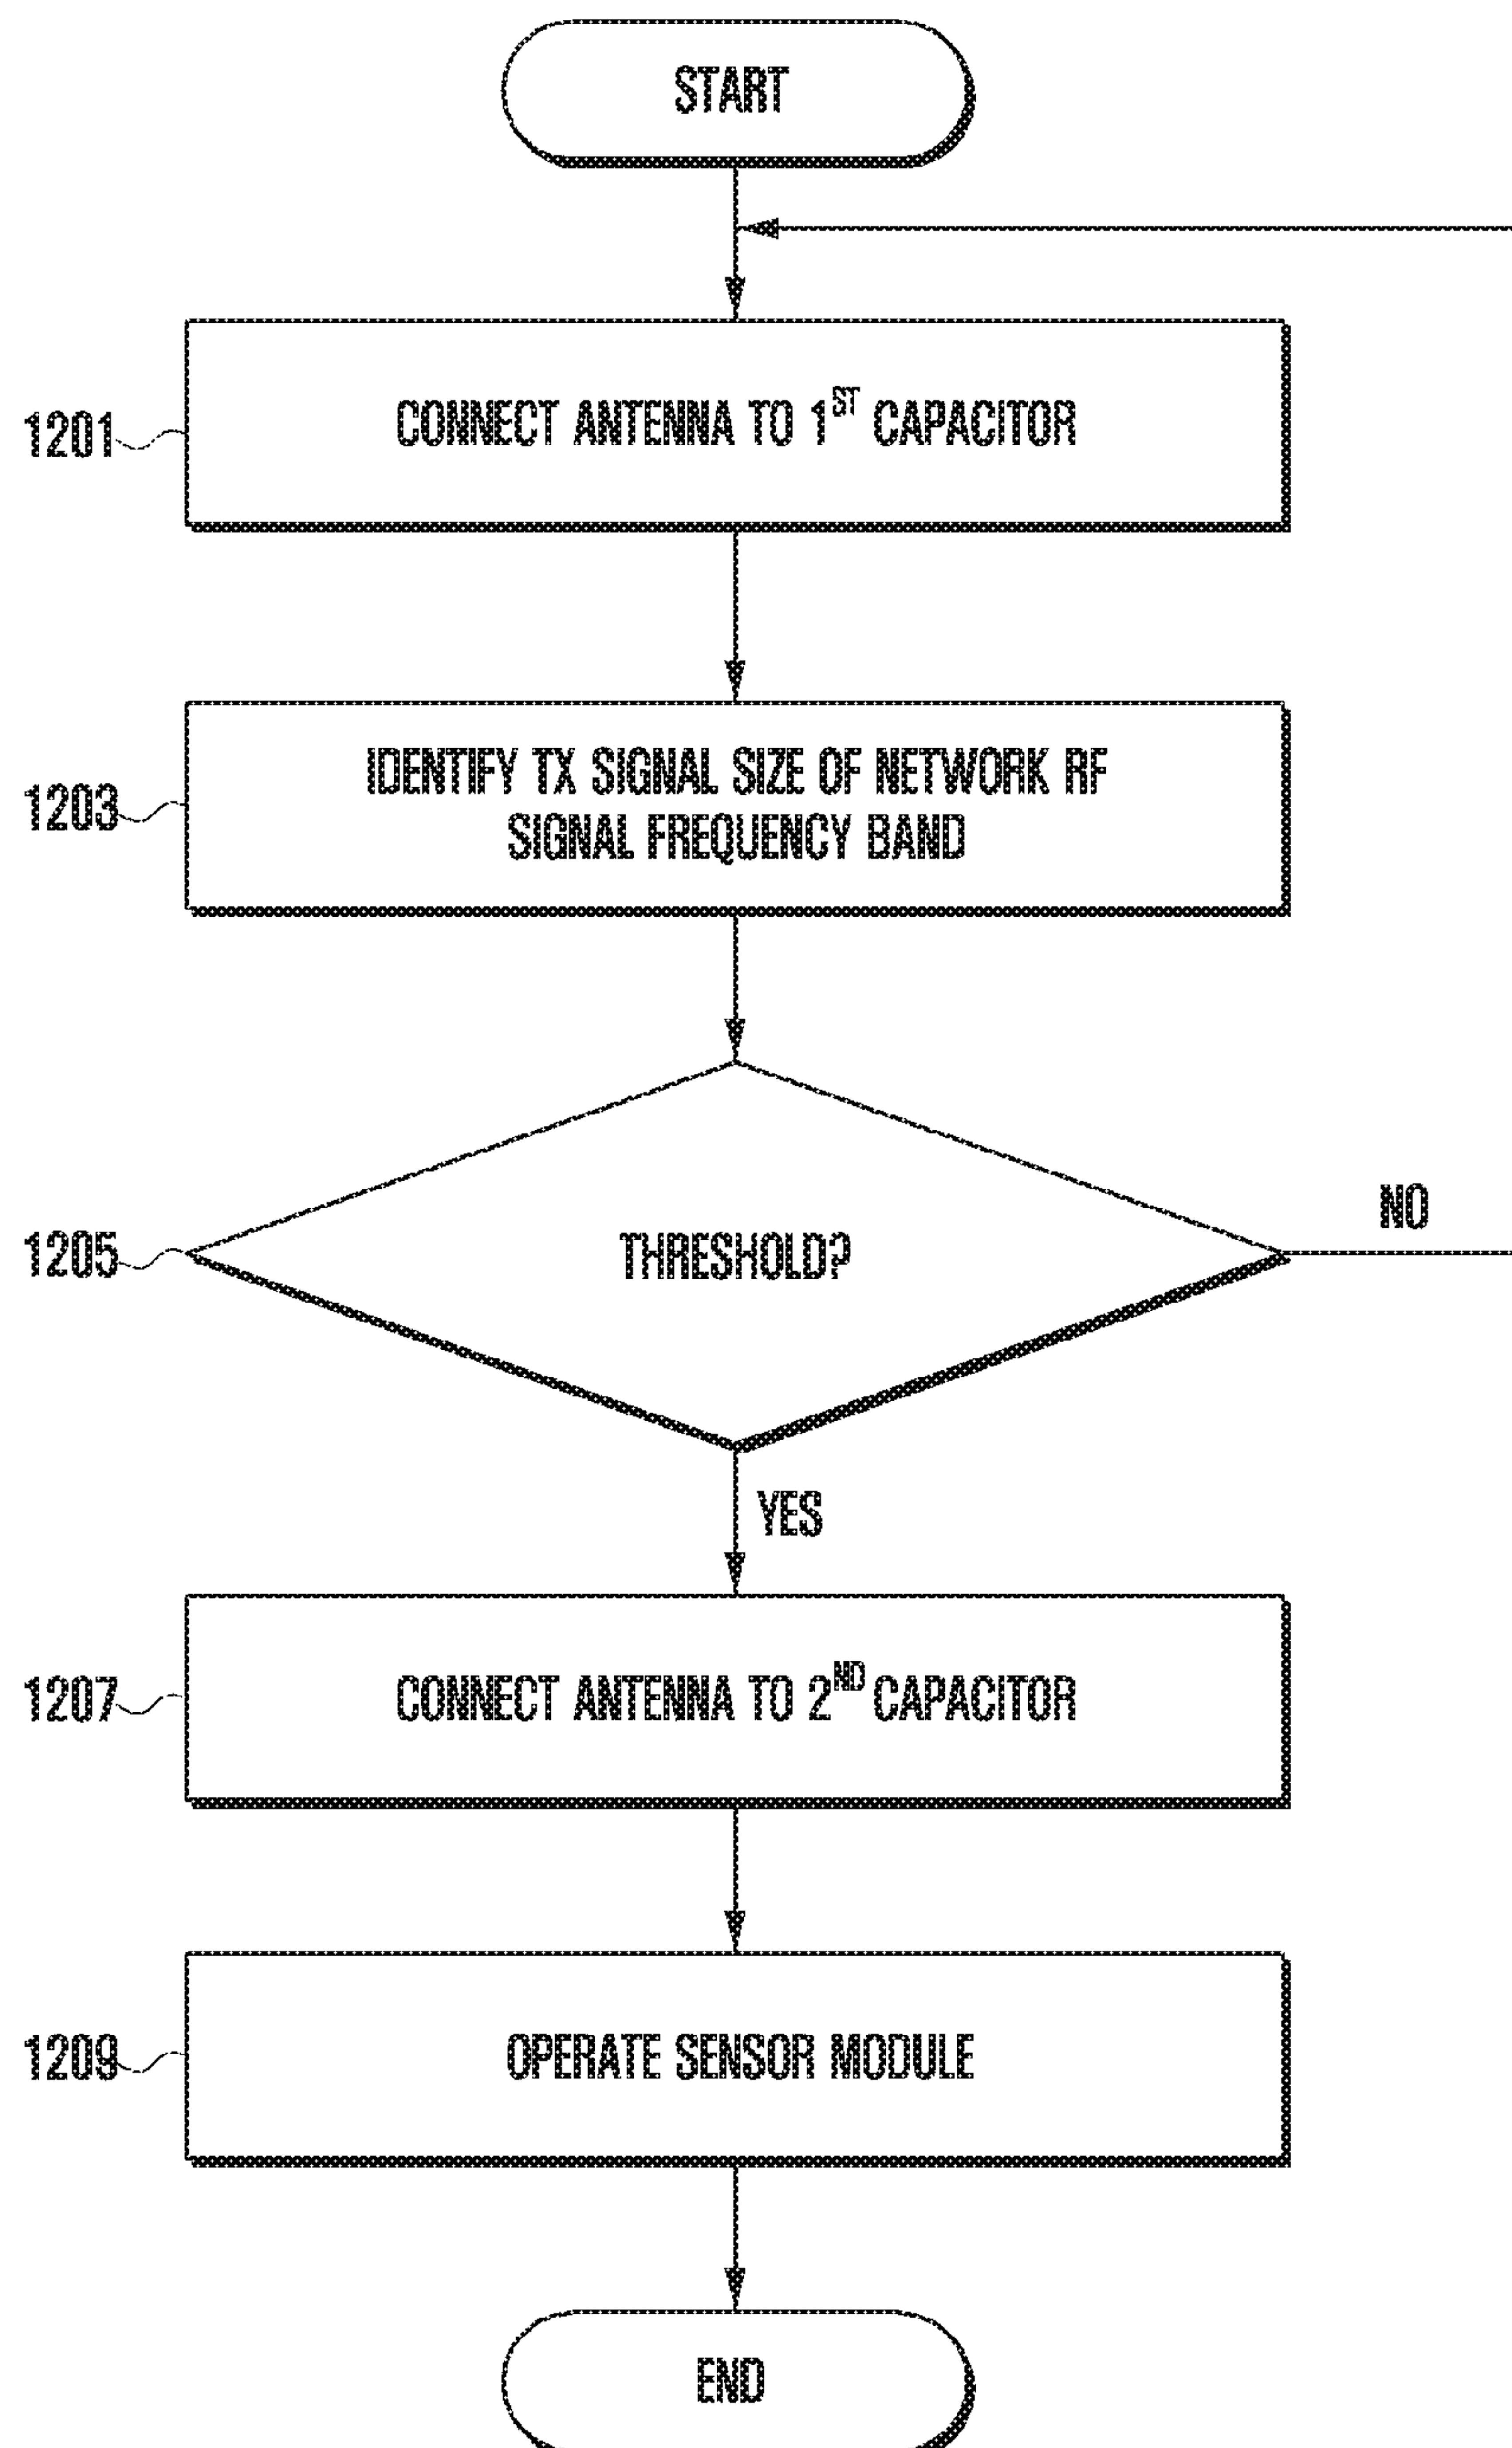 START
1201
CONNECT ANTENNA TO 1ST CAPACITOR
1203
IDENTIFY TX SIGNAL SIZE OF NETWORK RF
SIGNAL FREQUENCY BAND
1205
THRESHOLD?
NO
YES
1207
CONNECT ANTENNA TO 2ND CAPACITOR
1209
OPERATE SENSOR MODULE
END